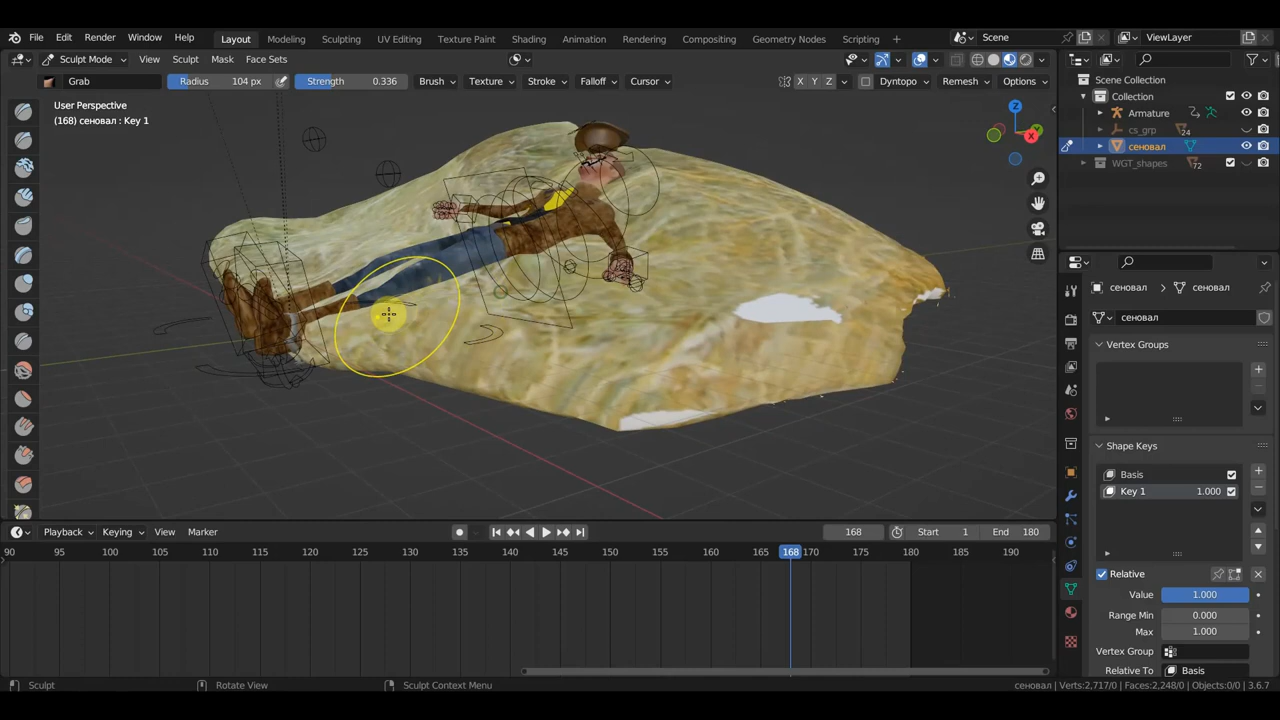 File Edit Render Window Help Layout Modeling Sculpting UV Editing Texture Paint Shading Animation Rendering Compositing Geometry Nodes Scripting Scene ViewLayer
Sculpt Mode View Sculpt Mask Face Sets
Grab Radius 104 px Strength 0.336 Brush Texture Stroke Falloff Cursor X Y Z Dyntopo Remesh Options
User Perspective
(168) сеновал : Key 1
Z
X
Scene Collection
Collection
Armature
cs_grp 24
сеновал
WGT_shapes 72
сеновал сеновал
сеновал
Vertex Groups
Shape Keys
Basis
Key 1 1.000
Relative
Value 1.000
Range Min 0.000
Max 1.000
Vertex Group
Relative To Basis
Playback Keying View Marker 168 Start 1 End 180
90 95 100 105 110 115 120 125 130 135 140 145 150 155 160 165 168 170 175 180 185 190
Sculpt Rotate View Sculpt Context Menu сеновал | Verts:2,717/0 | Faces:2,248/0 | Objects:0/0 | 3.6.7